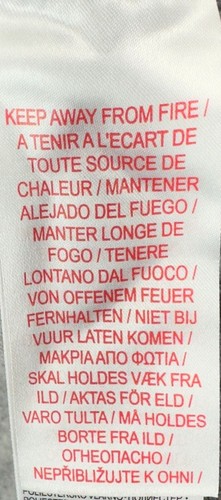 KEEP AWAY FROM FIRE /
A TENIR A L'ECART DE
TOUTE SOURCE DE
CHALEUR / MANTENER
ALEJADO DEL FUEGO /
MANTER LONGE DE
FOGO / TENERE
LONTANO DAL FUOCO /
VON OFFENEM FEUER
FERNHALTEN / NIET BIJ
VUUR LATEN KOMEN /
ΜΑΚΡΙΑ ΑΠΟ ΦΩΤΙΑ /
SKAL HOLDES VÆK FRA
ILD / AKTAS FÖR ELD /
VARO TULTA / MÅ HOLDES
BORTE FRA ILD /
ОГНЕОПАСНО /
NEPŘIBLIŽUJTE K OHNI /